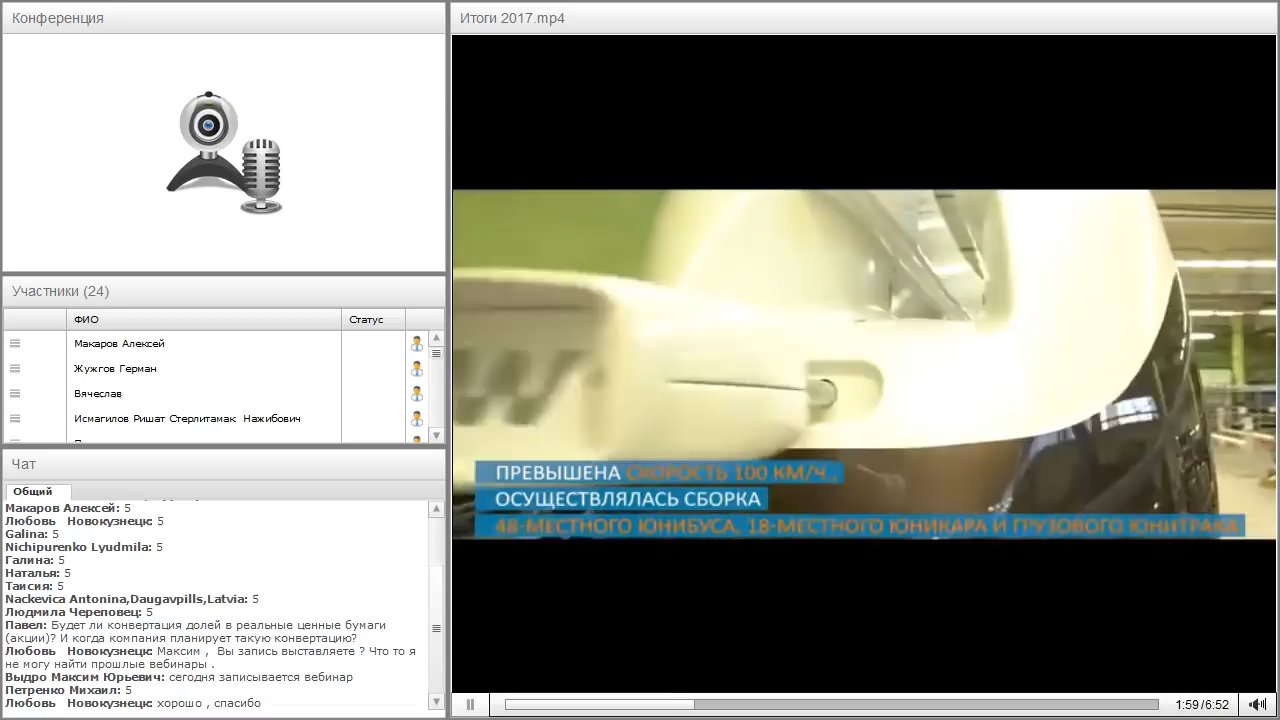 Конференция
Итоги 2017.mp4
Участники (24)
ФИО
Статус
Макаров Алексей
Жужгов Герман
Вячеслав
Исмагилов Ришат Стерлитамак Нажибович
Чат
Общий
Макаров Алексей: 5
Любовь Новокузнецк: 5
Galina: 5
Nichipurenko Lyudmila: 5
Галина: 5
Наталья: 5
Таисия: 5
Nackevica Antonina,Daugavpills,Latvia: 5
Людмила Череповец: 5
Павел: Будет ли конвертация долей в реальные ценные бумаги
(акции)? И когда компания планирует такую конвертацию?
Любовь Новокузнецк: Максим , Вы запись выставляете ? Что то я
не могу найти прошлые вебинары .
Выдро Максим Юрьевич: сегодня записывается вебинар
Петренко Михаил: 5
Любовь Новокузнецк: хорошо , спасибо
ПРЕВЫШЕНА СКОРОСТЬ 100 КМ/Ч.,
ОСУЩЕСТВЛЯЛАСЬ СБОРКА
48-МЕСТНОГО ЮНИБУСА, 18-МЕСТНОГО ЮНИКАРА И ГРУЗОВОГО ЮНИТРАКА
1:59/6:52